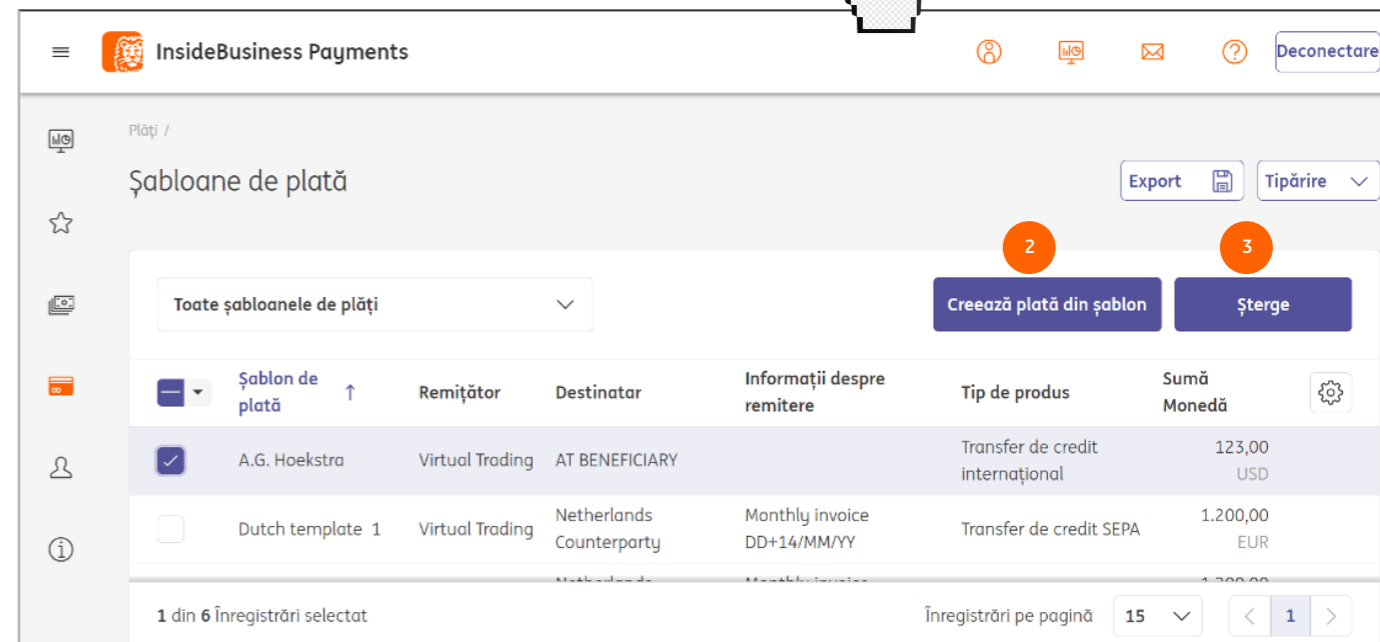 InsideBusiness Payments
Deconectare
Plăți /
Șabloane de plată
Export
Tipărire
2
3
Toate șabloanele de plăți
Creează plată din șablon
Șterge
Șablon de
plată ↑
Remițător
Destinatar
Informații despre
remitere
Tip de produs
Sumă
Monedă
A.G. Hoekstra
Virtual Trading
AT BENEFICIARY
Transfer de credit
internațional
123,00
USD
Dutch template 1
Virtual Trading
Netherlands
Counterparty
Monthly invoice
DD+14/MM/YY
Transfer de credit SEPA
1.200,00
EUR
1 din 6 Înregistrări selectat
Înregistrări pe pagină
15
1